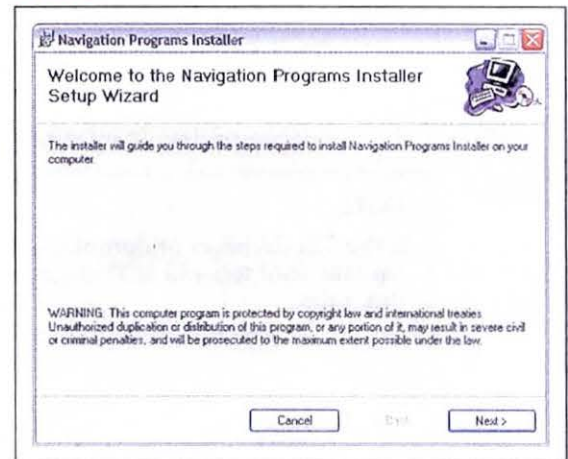 Navigation Programs Installer
Welcome to the Navigation Programs Installer
Setup Wizard
The installer will guide you through the steps required to install Navigation Programs Installer on your
computer.
WARNING: This computer program is protected by copyright law and international treaties.
Unauthorized duplication or distribution of this program, or any portion of it, may result in severe civil
or criminal penalties, and will be prosecuted to the maximum extent possible under the law.
Cancel
Next >